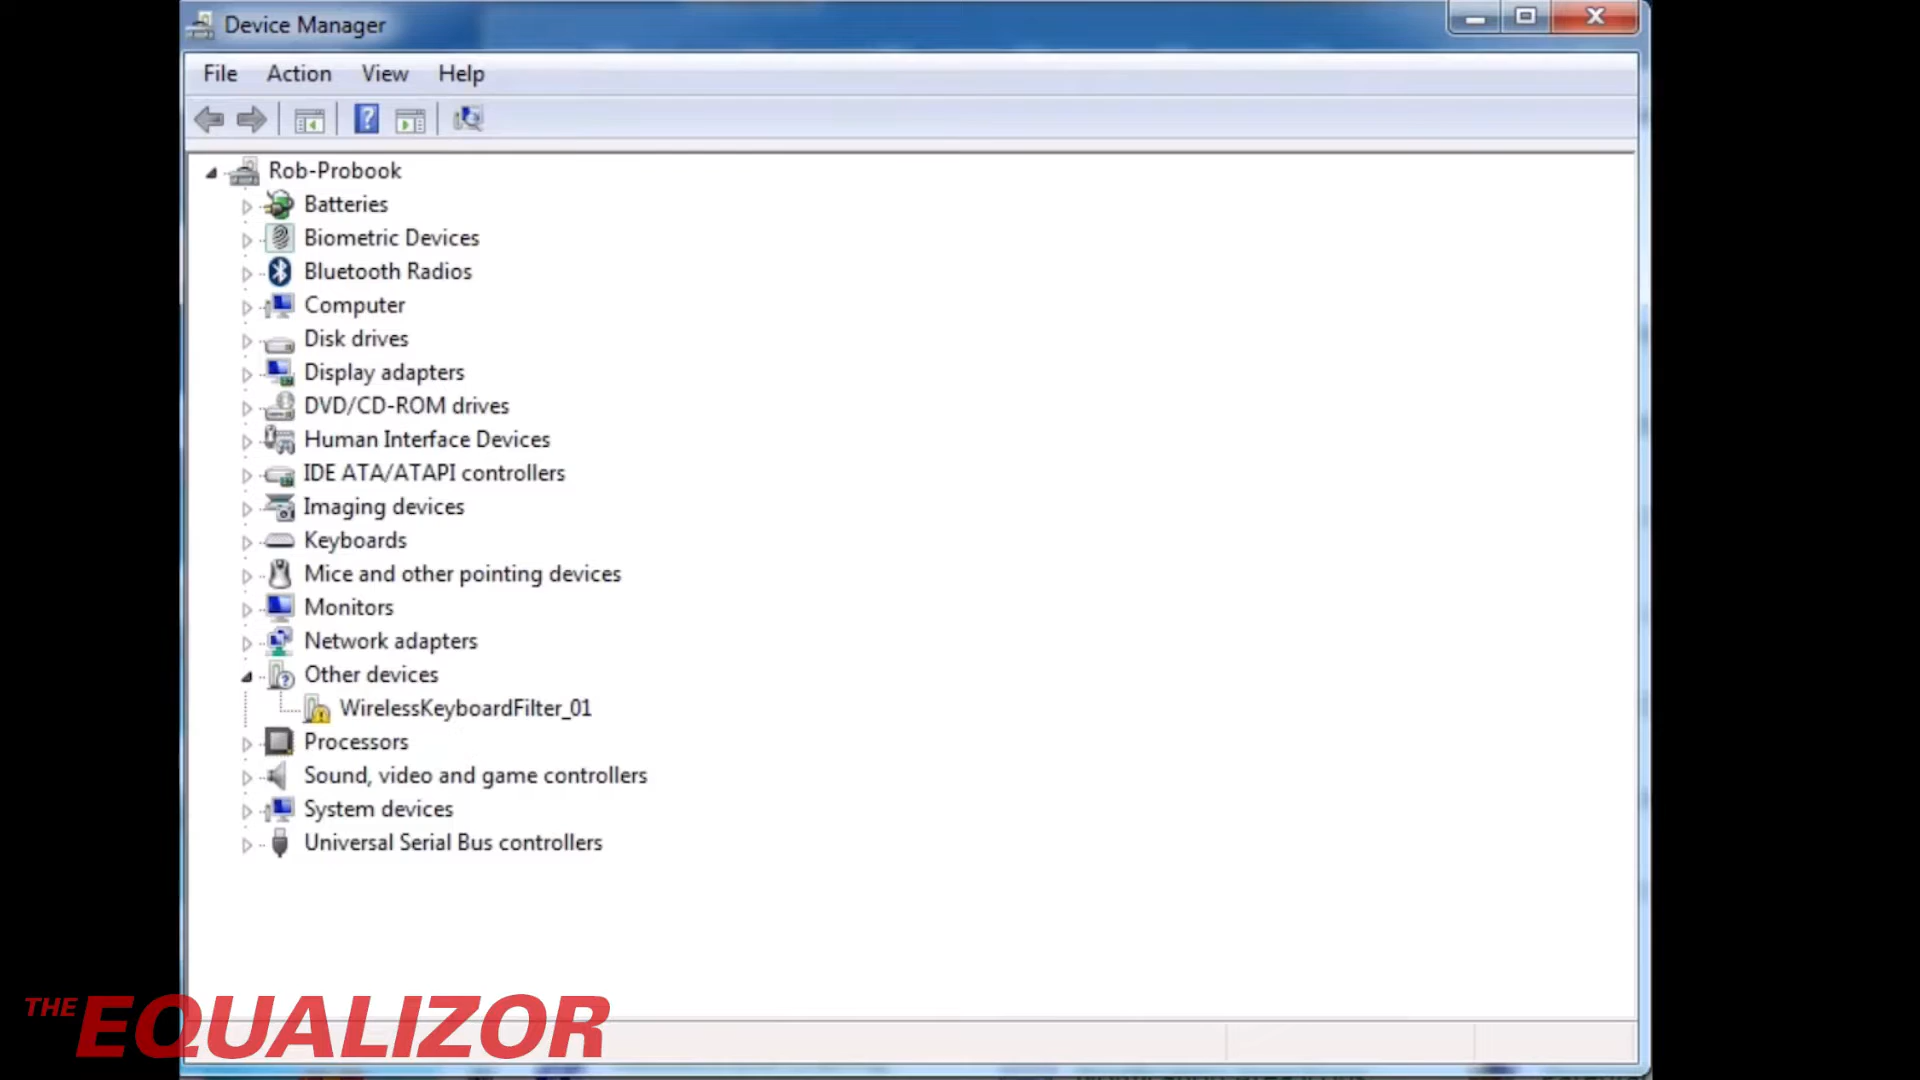 Device Manager
File Action View Help
Rob-Probook
Batteries
Biometric Devices
Bluetooth Radios
Computer
Disk drives
Display adapters
DVD/CD-ROM drives
Human Interface Devices
IDE ATA/ATAPI controllers
Imaging devices
Keyboards
Mice and other pointing devices
Monitors
Network adapters
Other devices
WirelessKeyboardFilter_01
Processors
Sound, video and game controllers
System devices
Universal Serial Bus controllers
THE EQUALIZOR